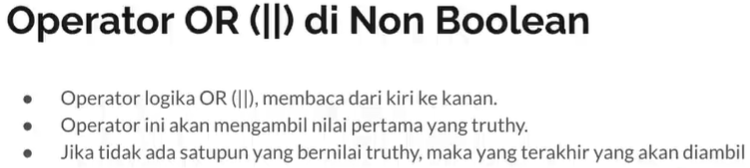 Operator OR (||) di Non Boolean
● Operator logika OR (||), membaca dari kiri ke kanan.
● Operator ini akan mengambil nilai pertama yang truthy.
● Jika tidak ada satupun yang bernilai truthy, maka yang terakhir yang akan diambil